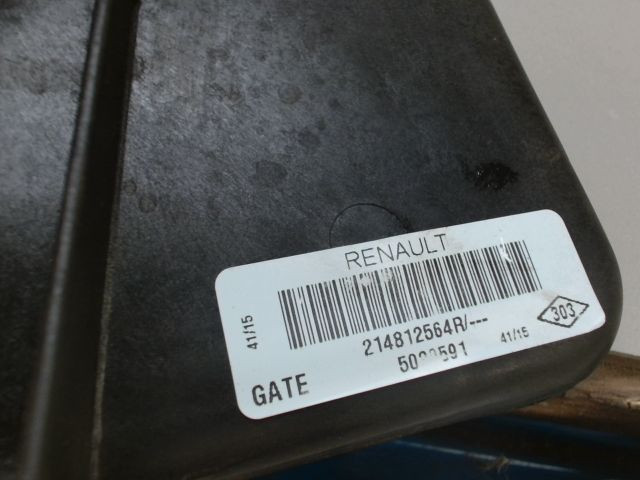 RENAULT
41/15
214812564R/---
303
41/15
GATE